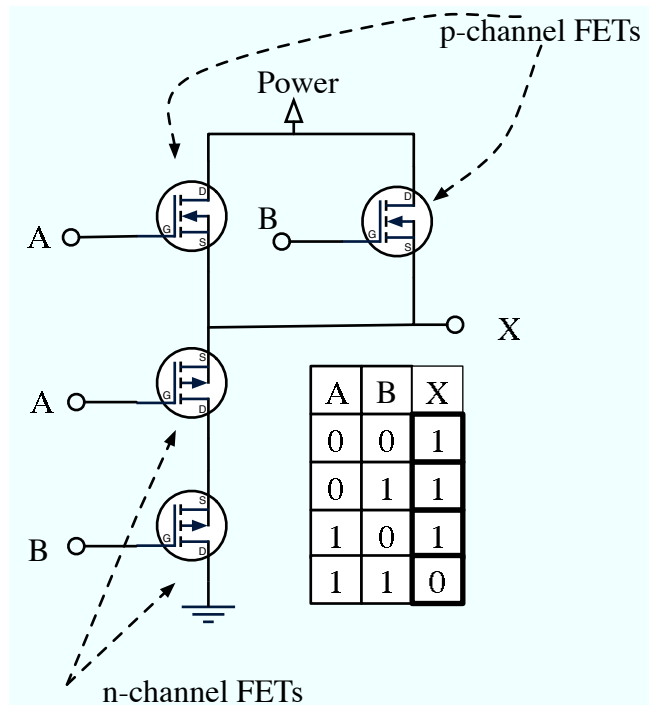 p-channel FETs
Power
D
G
S
A
B
D
G
S
X
S
G
D
A
A B X
0 0 1
0 1 1
1 0 1
1 1 0
S
G
D
B
n-channel FETs